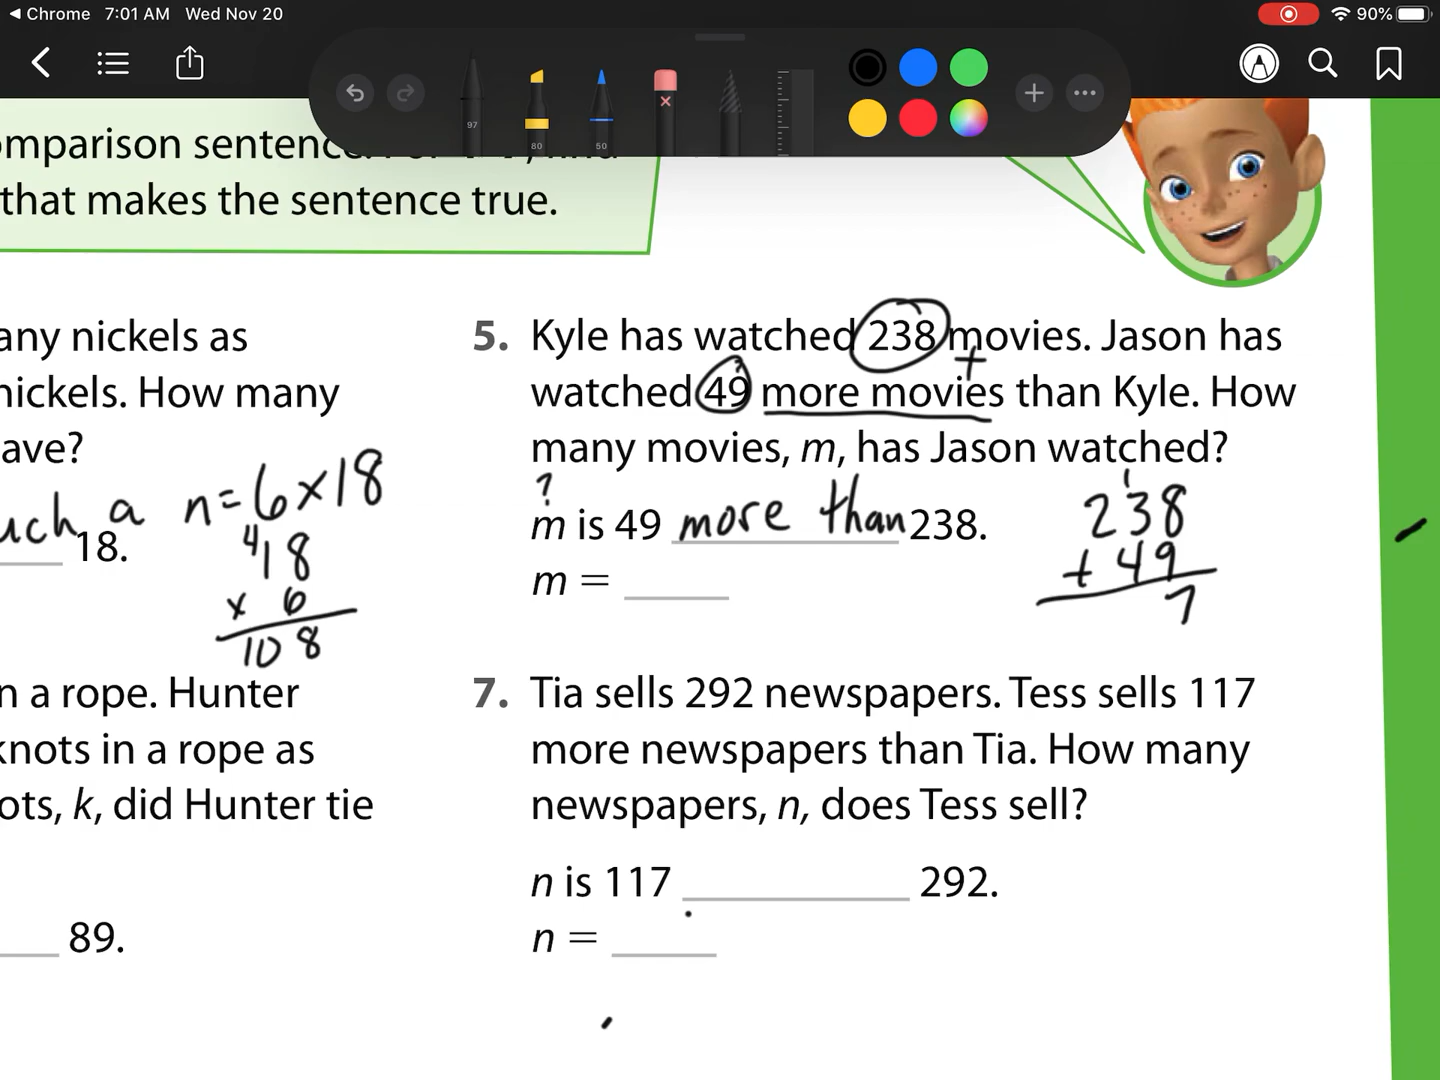 Chrome 7:01 AM Wed Nov 20 90%
97 80 50
omparison sentence.
that makes the sentence true.
any nickels as
nickels. How many
ave?
uch a
18.
n=6×18
4
18
× 6
108
n a rope. Hunter
knots in a rope as
ots, k, did Hunter tie
89.
5. Kyle has watched 238 movies. Jason has
+
watched 49 more movies than Kyle. How
many movies, m, has Jason watched?
?
m is 49 more than 238.
m =
1
238
+ 49
7
7. Tia sells 292 newspapers. Tess sells 117
more newspapers than Tia. How many
newspapers, n, does Tess sell?
n is 117 292.
n =